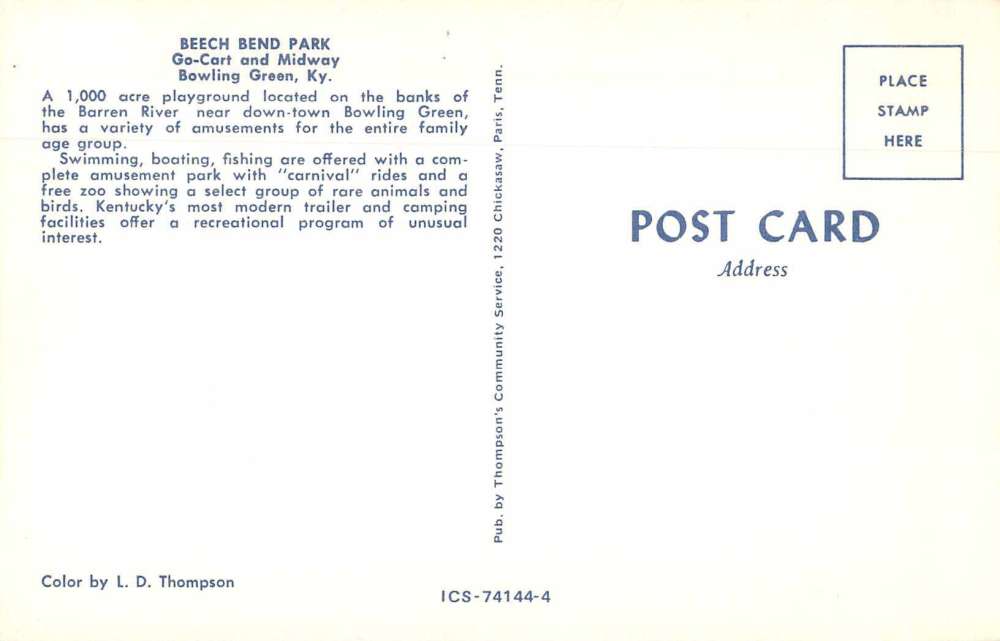 BEECH BEND PARK
Go-Cart and Midway
Bowling Green, Ky.
A 1,000 acre playground located on the banks of
the Barren River near down-town Bowling Green,
has a variety of amusements for the entire family
age group.
Swimming, boating, fishing are offered with a com-
plete amusement park with "carnival" rides and a
free zoo showing a select group of rare animals and
birds. Kentucky's most modern trailer and camping
facilities offer a recreational program of unusual
interest.
Color by L. D. Thompson
Pub. by Thompson's Community Service, 1220 Chickasaw, Paris, Tenn.
ICS-74144-4
PLACE
STAMP
HERE
POST CARD
Address